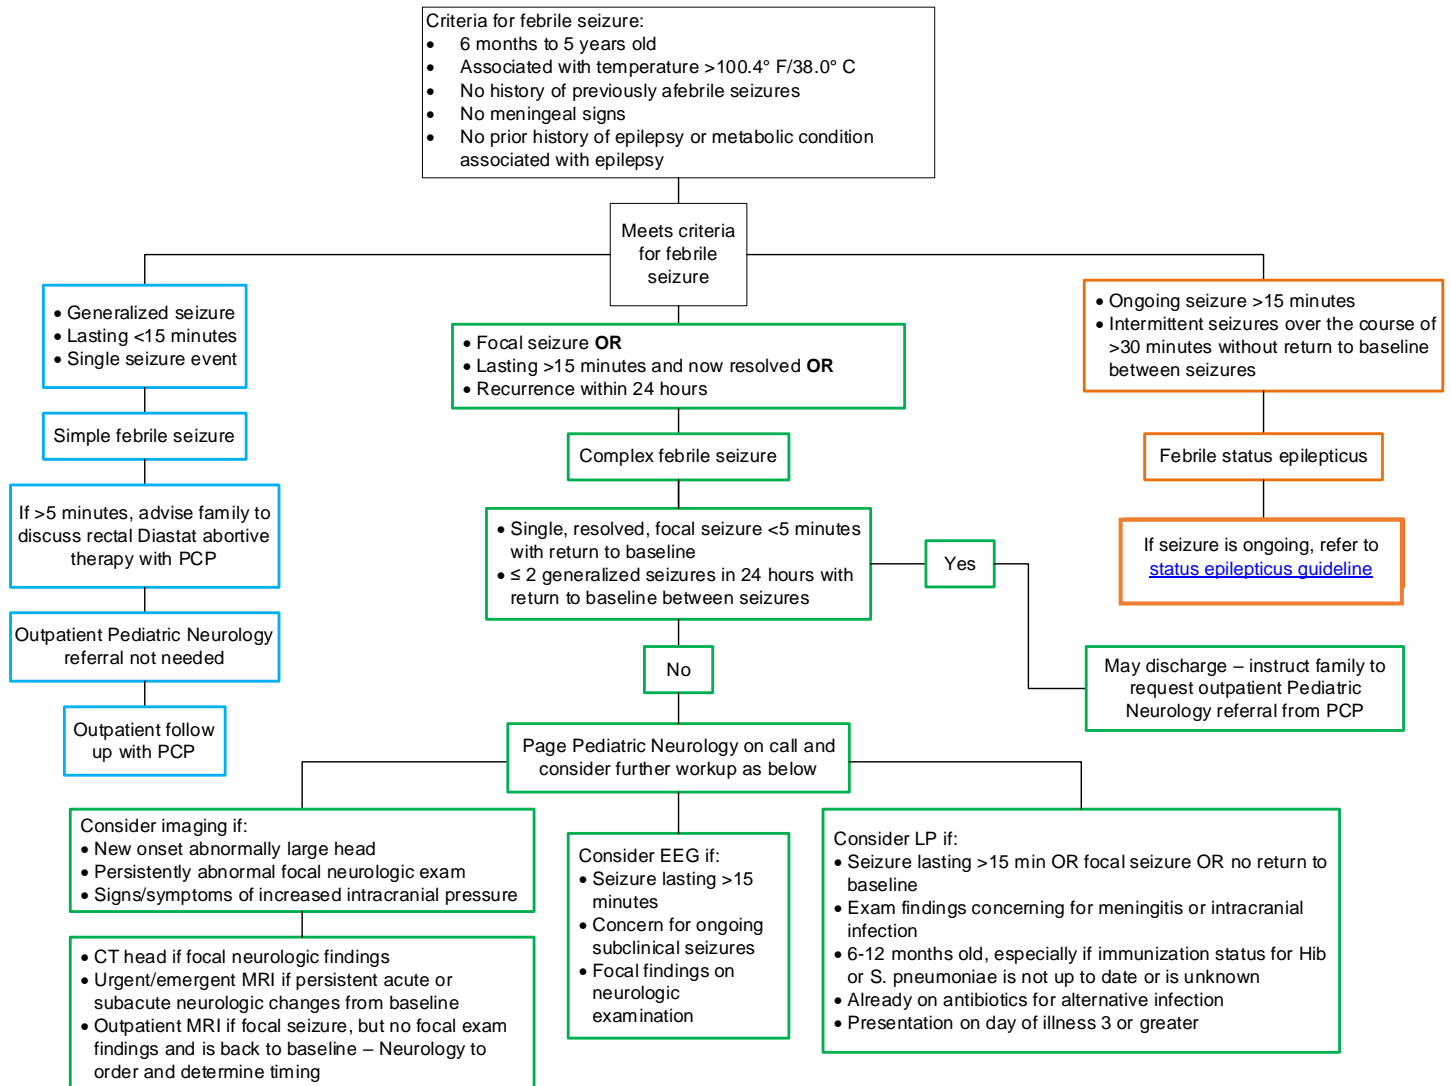 Criteria for febrile seizure:
• 6 months to 5 years old
• Associated with temperature >100.4° F/38.0° C
• No history of previously afebrile seizures
• No meningeal signs
• No prior history of epilepsy or metabolic condition
associated with epilepsy
Meets criteria
for febrile
seizure
• Generalized seizure
• Lasting <15 minutes
• Single seizure event
Simple febrile seizure
If >5 minutes, advise family to
discuss rectal Diastat abortive
therapy with PCP
Outpatient Pediatric Neurology
referral not needed
Outpatient follow
up with PCP
• Focal seizure OR
• Lasting >15 minutes and now resolved OR
• Recurrence within 24 hours
Complex febrile seizure
• Single, resolved, focal seizure <5 minutes
with return to baseline
• ≤ 2 generalized seizures in 24 hours with
return to baseline between seizures
Yes
May discharge – instruct family to
request outpatient Pediatric
Neurology referral from PCP
No
Page Pediatric Neurology on call and
consider further workup as below
Consider imaging if:
• New onset abnormally large head
• Persistently abnormal focal neurologic exam
• Signs/symptoms of increased intracranial pressure
• CT head if focal neurologic findings
• Urgent/emergent MRI if persistent acute or
subacute neurologic changes from baseline
• Outpatient MRI if focal seizure, but no focal exam
findings and is back to baseline – Neurology to
order and determine timing
Consider EEG if:
• Seizure lasting >15
minutes
• Concern for ongoing
subclinical seizures
• Focal findings on
neurologic
examination
Consider LP if:
• Seizure lasting >15 min OR focal seizure OR no return to
baseline
• Exam findings concerning for meningitis or intracranial
infection
• 6-12 months old, especially if immunization status for Hib
or S. pneumoniae is not up to date or is unknown
• Already on antibiotics for alternative infection
• Presentation on day of illness 3 or greater
• Ongoing seizure >15 minutes
• Intermittent seizures over the course of
>30 minutes without return to baseline
between seizures
Febrile status epilepticus
If seizure is ongoing, refer to
status epilepticus guideline